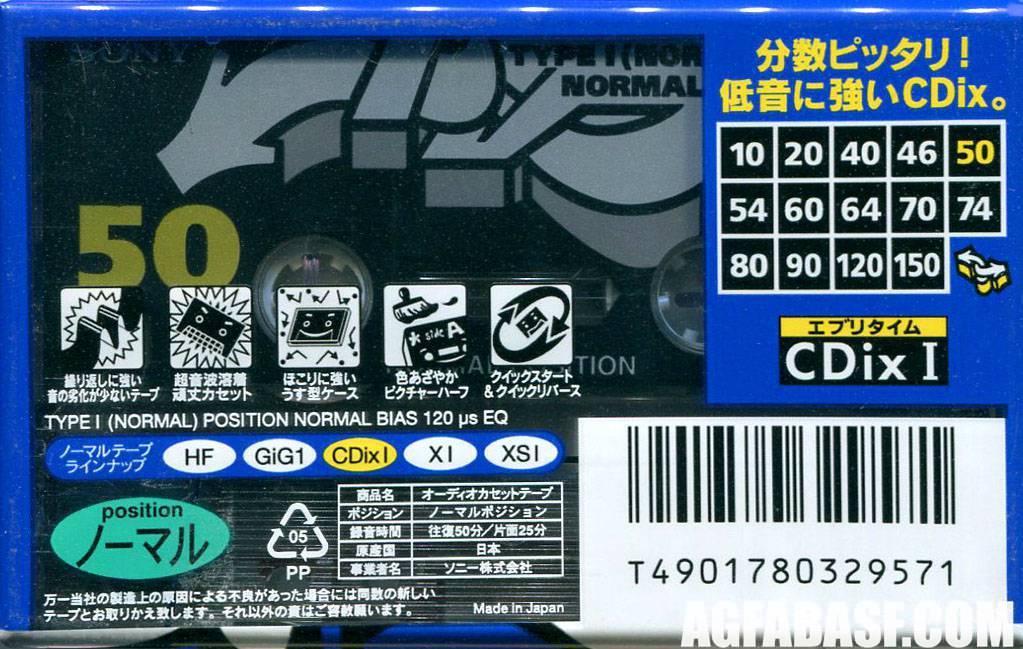 SONY
TYPE I (NOR
NORMAL
分数ピッタリ!
低音に強いCDix。
10 20 40 46 50
54 60 64 70 74
80 90 120 150
エブリタイム
CDix I
50
side A
繰り返しに強い
音の劣化が少ないテープ
超音波溶着
頑丈カセット
ほこりに強い
うす型ケース
色あざやか
ピクチャーハーフ
クイックスタート
&クイックリバース
TYPE I (NORMAL) POSITION NORMAL BIAS 120 μs EQ
ノーマルテープ
ラインナップ
HF GiG1 CDix I X I XS I
position
ノーマル
05
PP
商品名 オーディオカセットテープ
ポジション ノーマルポジション
録音時間 往復50分/片面25分
原産国 日本
事業者名 ソニー株式会社
万一当社の製造上の原因による不良があった場合には同数の新しい
テープとお取りかえ致します。それ以外の責はご容赦願います。
Made in Japan
T4901780329571
AGFABASF.COM